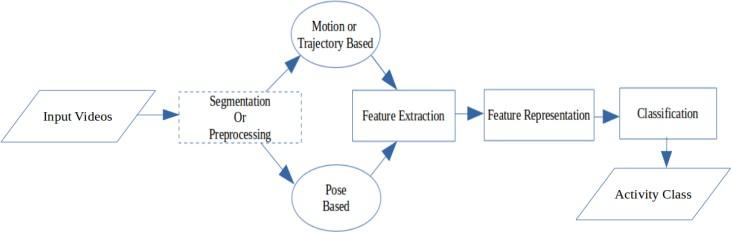 Motion or
Trajectory Based
Input Videos
Segmentation
Or
Preprocessing
Feature Extraction
Feature Representation
Classification
Pose
Based
Activity Class